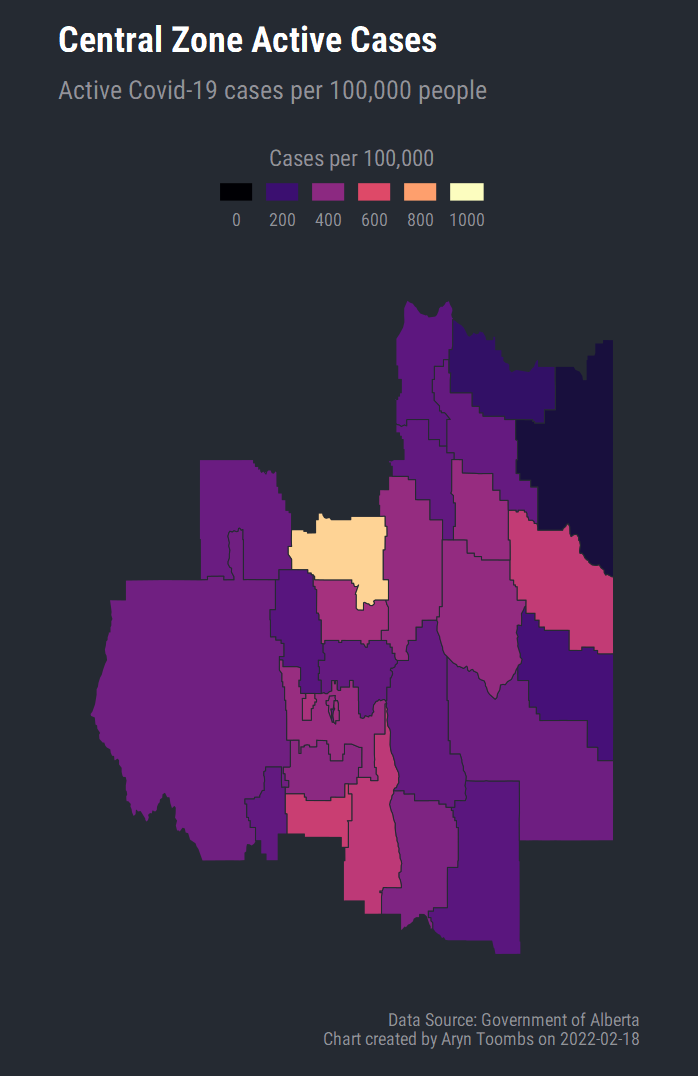 Central Zone Active Cases
Active Covid-19 cases per 100,000 people
Cases per 100,000
0 200 400 600 800 1000
Data Source: Government of Alberta
Chart created by Aryn Toombs on 2022-02-18